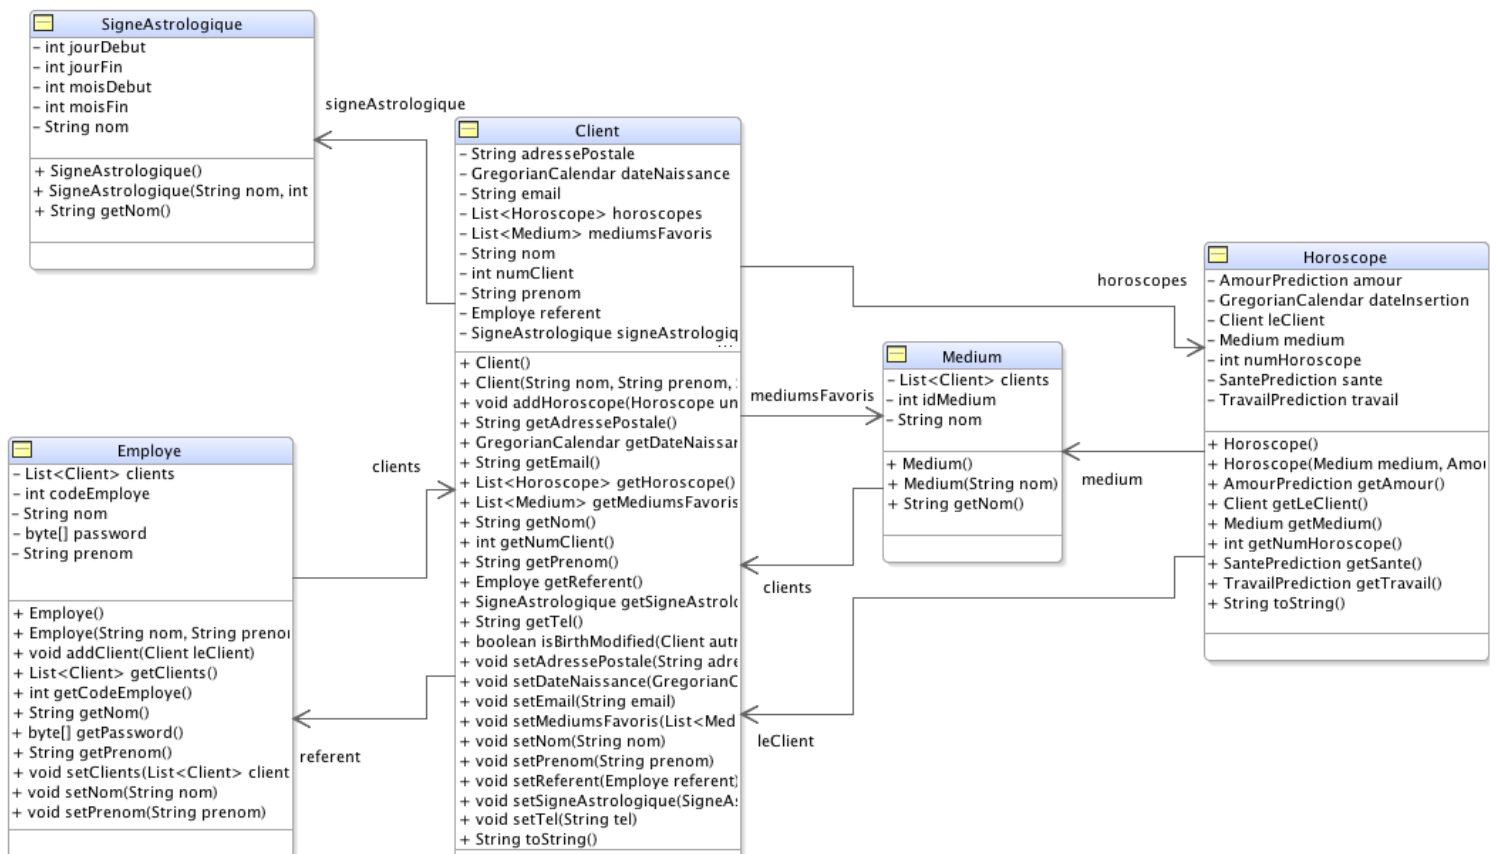 SigneAstrologique
- int jourDebut
- int jourFin
- int moisDebut
- int moisFin
- String nom
+ SigneAstrologique()
+ SigneAstrologique(String nom, int
+ String getNom()
signeAstrologique
Client
- String adressePostale
- GregorianCalendar dateNaissance
- String email
- List<Horoscope> horoscopes
- List<Medium> mediumsFavoris
- String nom
- int numClient
- String prenom
- Employe referent
- SigneAstrologique signeAstrologiq
...
+ Client()
+ Client(String nom, String prenom,
+ void addHoroscope(Horoscope un
+ String getAdressePostale()
+ GregorianCalendar getDateNaissar
+ String getEmail()
+ List<Horoscope> getHoroscope()
+ List<Medium> getMediumsFavoris
+ String getNom()
+ int getNumClient()
+ String getPrenom()
+ Employe getReferent()
+ SigneAstrologique getSigneAstrolo
+ String getTel()
+ boolean isBirthModified(Client autr
+ void setAdressePostale(String adre
+ void setDateNaissance(GregorianC
+ void setEmail(String email)
+ void setMediumsFavoris(List<Med
+ void setNom(String nom)
+ void setPrenom(String prenom)
+ void setReferent(Employe referent)
+ void setSigneAstrologique(SigneA
+ void setTel(String tel)
+ String toString()
horoscopes
Horoscope
- AmourPrediction amour
- GregorianCalendar dateInsertion
- Client leClient
- Medium medium
- int numHoroscope
- SantePrediction sante
- TravailPrediction travail
+ Horoscope()
+ Horoscope(Medium medium, Amou
+ AmourPrediction getAmour()
+ Client getLeClient()
+ Medium getMedium()
+ int getNumHoroscope()
+ SantePrediction getSante()
+ TravailPrediction getTravail()
+ String toString()
mediumsFavoris
Medium
- List<Client> clients
- int idMedium
- String nom
+ Medium()
+ Medium(String nom)
+ String getNom()
medium
clients
leClient
clients
Employe
- List<Client> clients
- int codeEmploye
- String nom
- byte[] password
- String prenom
+ Employe()
+ Employe(String nom, String preno
+ void addClient(Client leClient)
+ List<Client> getClients()
+ int getCodeEmploye()
+ String getNom()
+ byte[] getPassword()
+ String getPrenom()
+ void setClients(List<Client> client
+ void setNom(String nom)
+ void setPrenom(String prenom)
referent